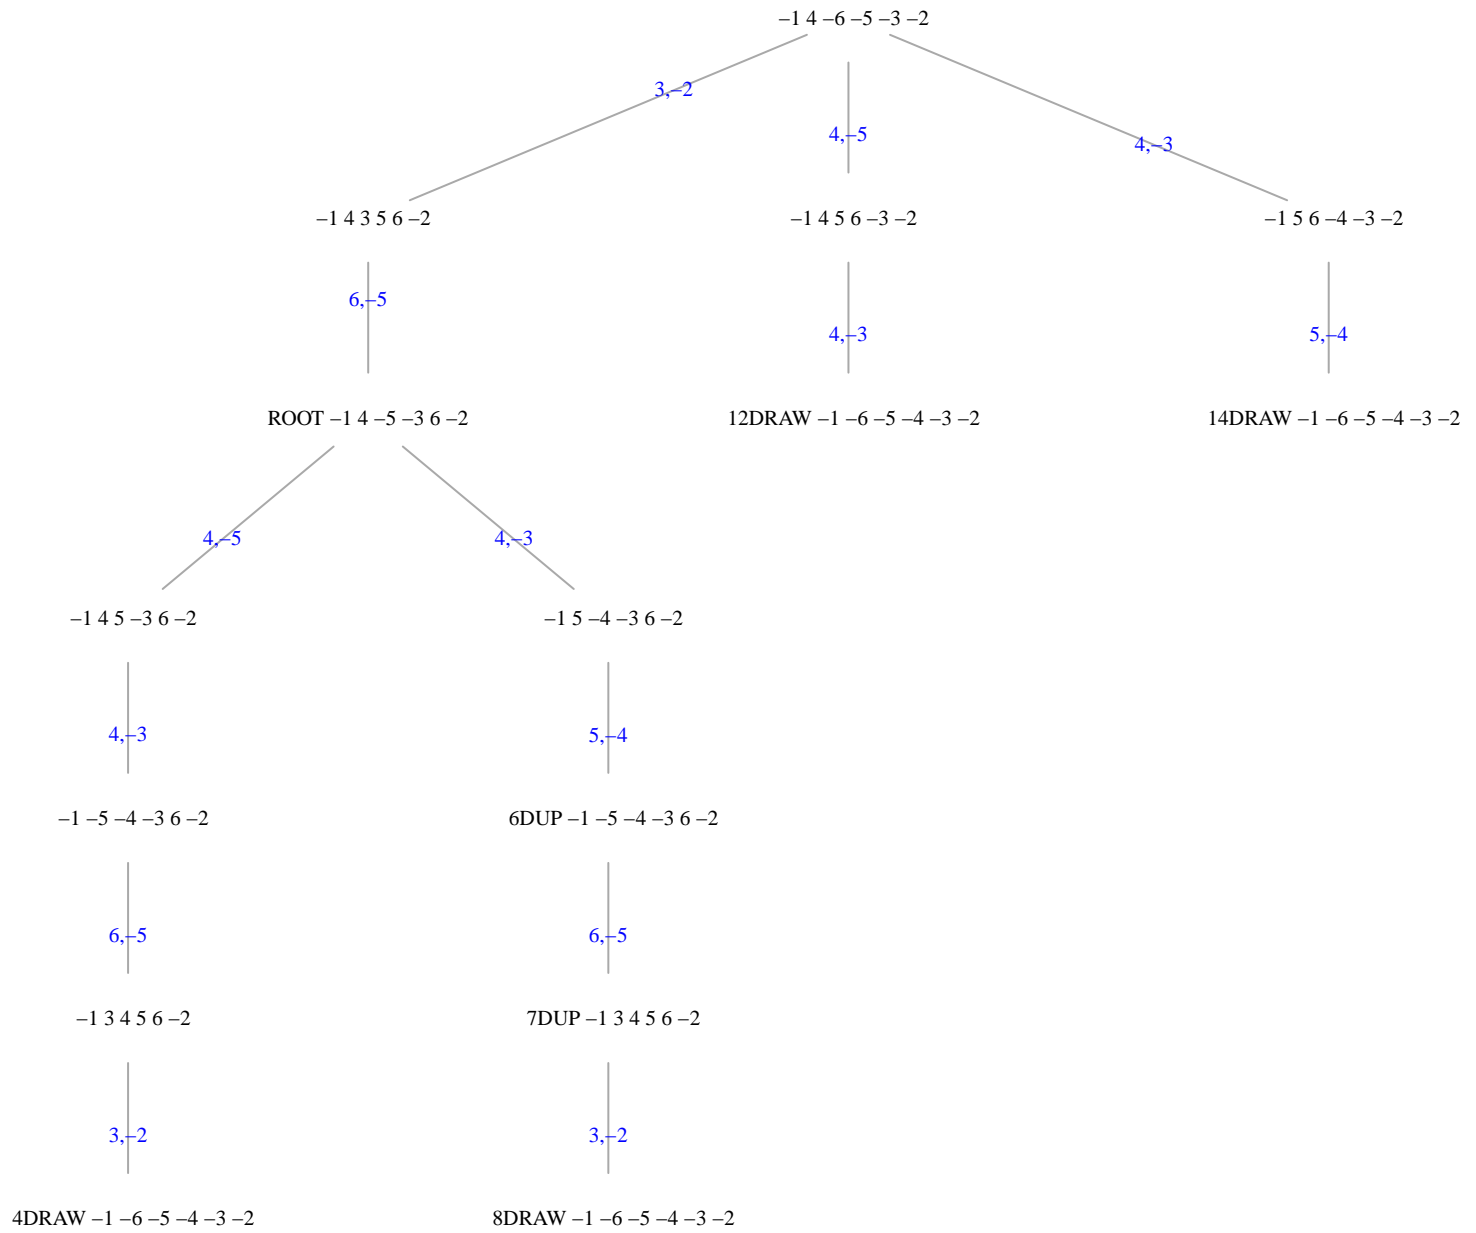 –1 4 –6 –5 –3 –2
3,–2
4,–5
4,–3
–1 4 3 5 6 –2
–1 4 5 6 –3 –2
–1 5 6 –4 –3 –2
6,–5
4,–3
5,–4
ROOT –1 4 –5 –3 6 –2
12DRAW –1 –6 –5 –4 –3 –2
14DRAW –1 –6 –5 –4 –3 –2
4,–5
4,–3
–1 4 5 –3 6 –2
–1 5 –4 –3 6 –2
4,–3
5,–4
–1 –5 –4 –3 6 –2
6DUP –1 –5 –4 –3 6 –2
6,–5
6,–5
–1 3 4 5 6 –2
7DUP –1 3 4 5 6 –2
3,–2
3,–2
4DRAW –1 –6 –5 –4 –3 –2
8DRAW –1 –6 –5 –4 –3 –2